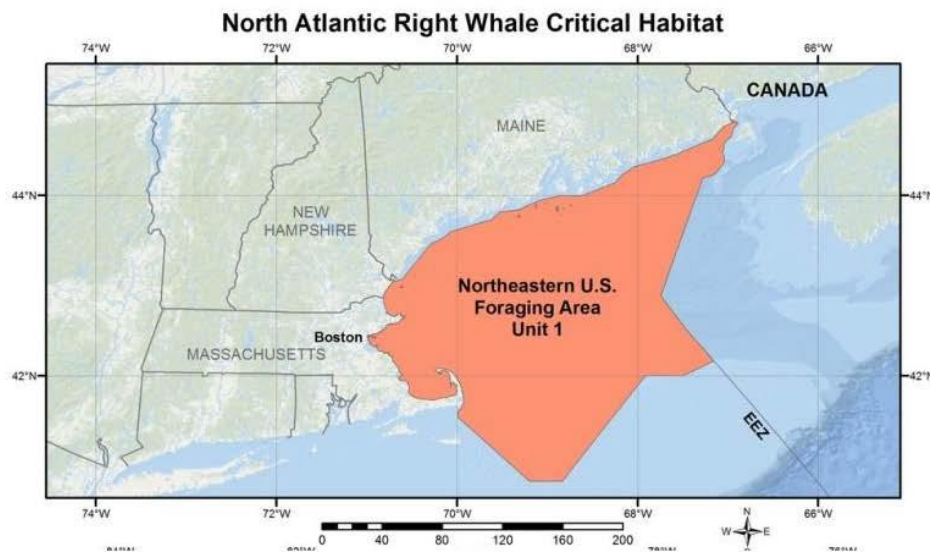 North Atlantic Right Whale Critical Habitat
74°W 72°W 70°W 68°W 66°W
CANADA
MAINE
44°N 44°N
NEW
HAMPSHIRE
Northeastern U.S.
Foraging Area
Unit 1
Boston
MASSACHUSETTS
42°N 42°N
EEZ
74°W 72°W 70°W 68°W 66°W
0 40 80 120 160 200
N
W E